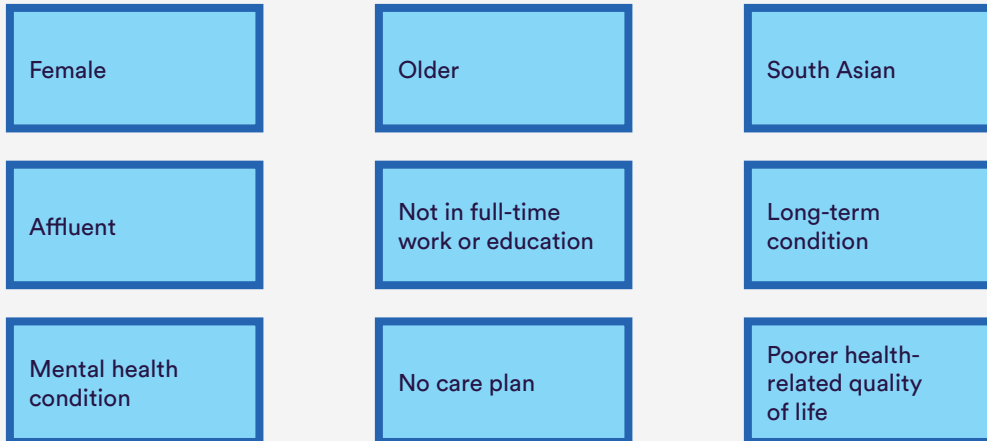 Female
Older
South Asian
Affluent
Not in full-time
work or education
Long-term
condition
Mental health
condition
No care plan
Poorer health-
related quality
of life